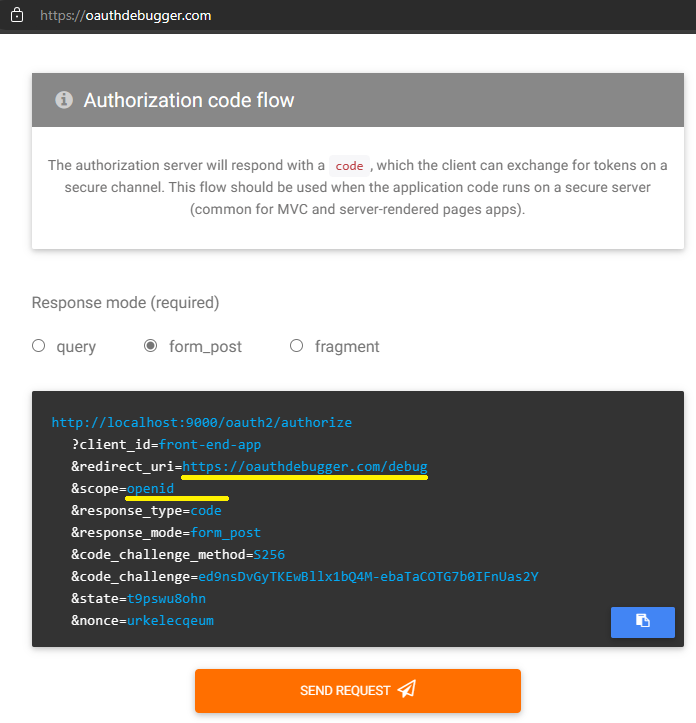 https://oauthdebugger.com
Authorization code flow
The authorization server will respond with a code, which the client can exchange for tokens on a
secure channel. This flow should be used when the application code runs on a secure server
(common for MVC and server-rendered pages apps).
Response mode (required)
query form_post fragment
http://localhost:9000/oauth2/authorize
?client_id=front-end-app
&redirect_uri=https://oauthdebugger.com/debug
&scope=openid
&response_type=code
&response_mode=form_post
&code_challenge_method=S256
&code_challenge=ed9nsDvGyTKEwBllx1bQ4M-ebaTaCOTG7b0IFnUas2Y
&state=t9pswu8ohn
&nonce=urkelecqeum
SEND REQUEST